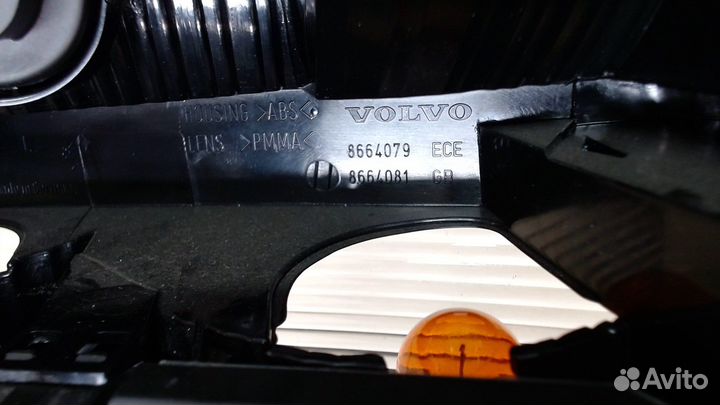 HOUSING >ABS<
VOLVO
LENS >PMMA<
8664079 ECE
8664081 GB
L
Avito